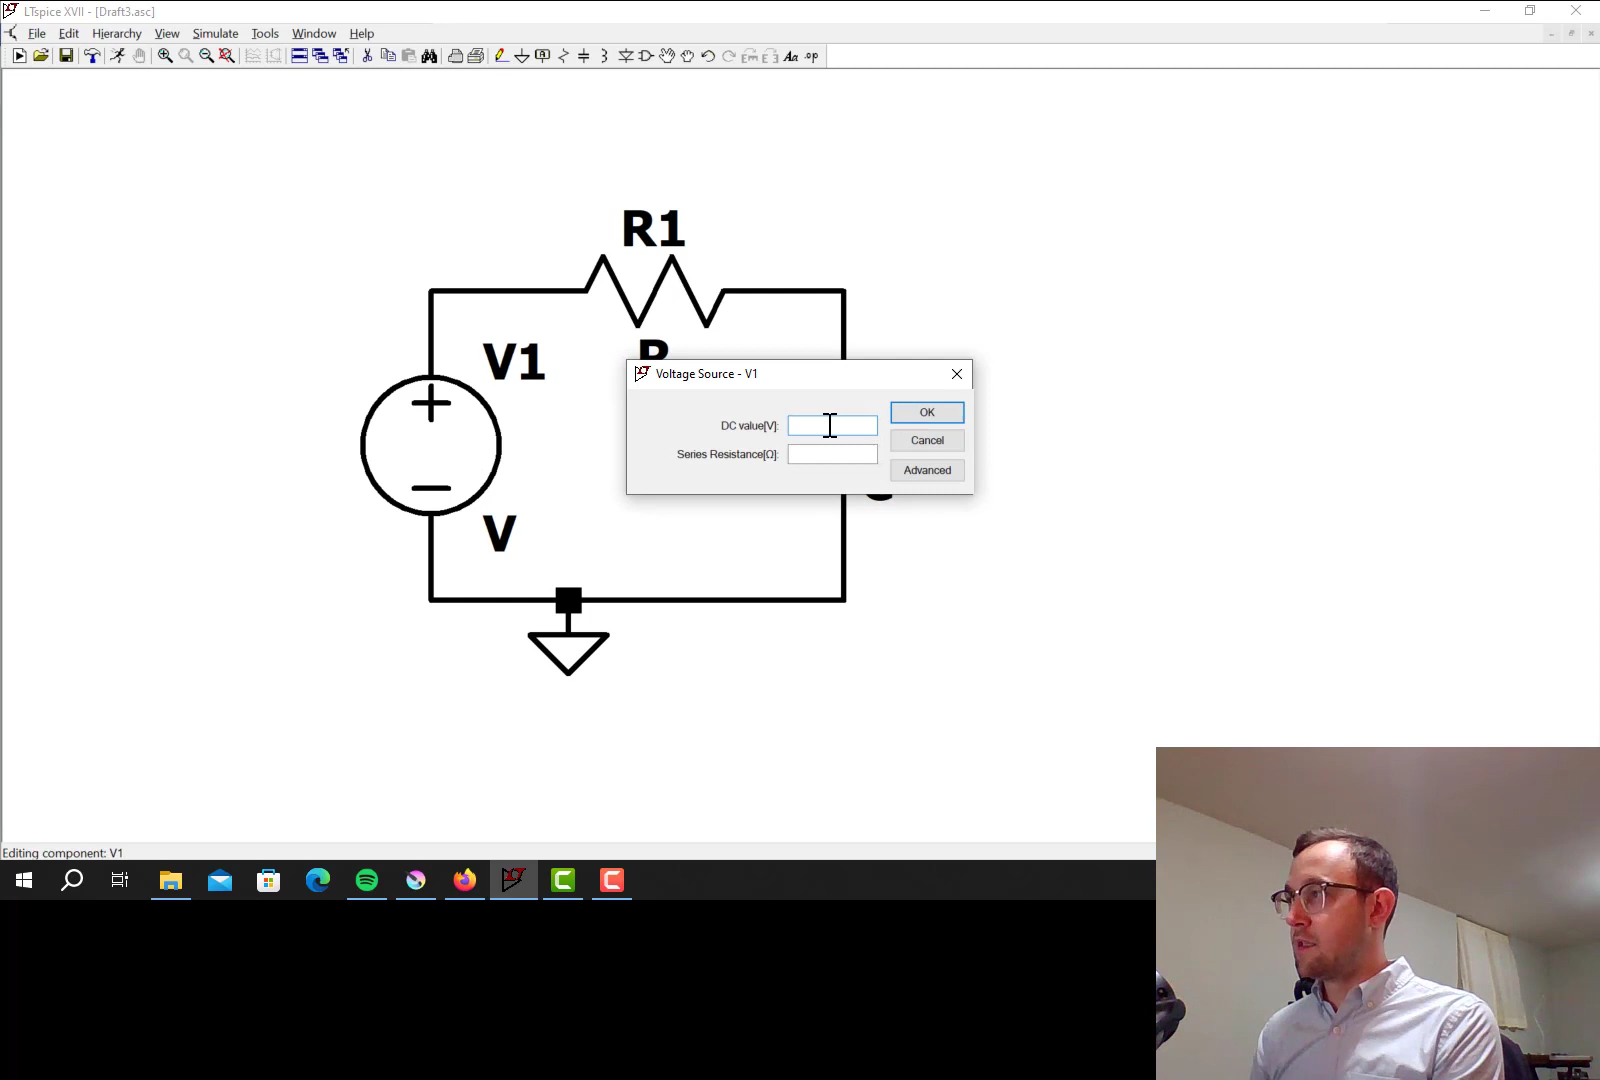 LTspice XVII - [Draft3.asc]
File Edit Hierarchy View Simulate Tools Window Help
R1
V1
R
Voltage Source - V1
DC value[V]:
OK
Series Resistance[Ω]:
Cancel
Advanced
V
Editing component: V1